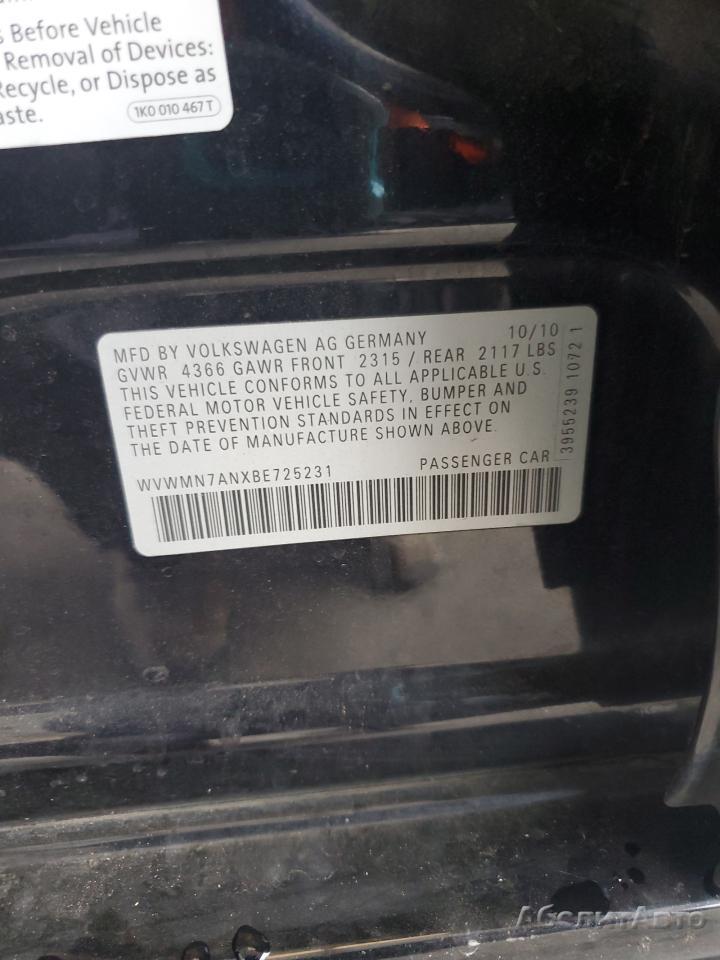 s Before Vehicle
Removal of Devices:
Recycle, or Dispose as
aste.
1K0 010 467 T
MFD BY VOLKSWAGEN AG GERMANY 10/10
GVWR 4366 GAWR FRONT 2315 / REAR 2117 LBS
THIS VEHICLE CONFORMS TO ALL APPLICABLE U.S.
FEDERAL MOTOR VEHICLE SAFETY, BUMPER AND
THEFT PREVENTION STANDARDS IN EFFECT ON
THE DATE OF MANUFACTURE SHOWN ABOVE.
WVWMN7ANXBE725231 PASSENGER CAR
3955239 1072 1
АбсолютАвто